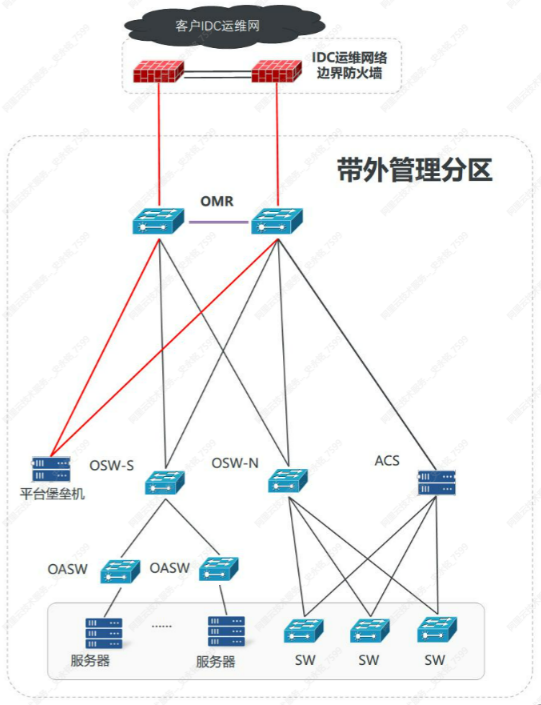 客户IDC运维网
IDC运维网络
边界防火墙
带外管理分区
OMR
OSW-S
OSW-N
ACS
平台堡垒机
OASW
OASW
......
服务器
服务器
SW
SW
SW